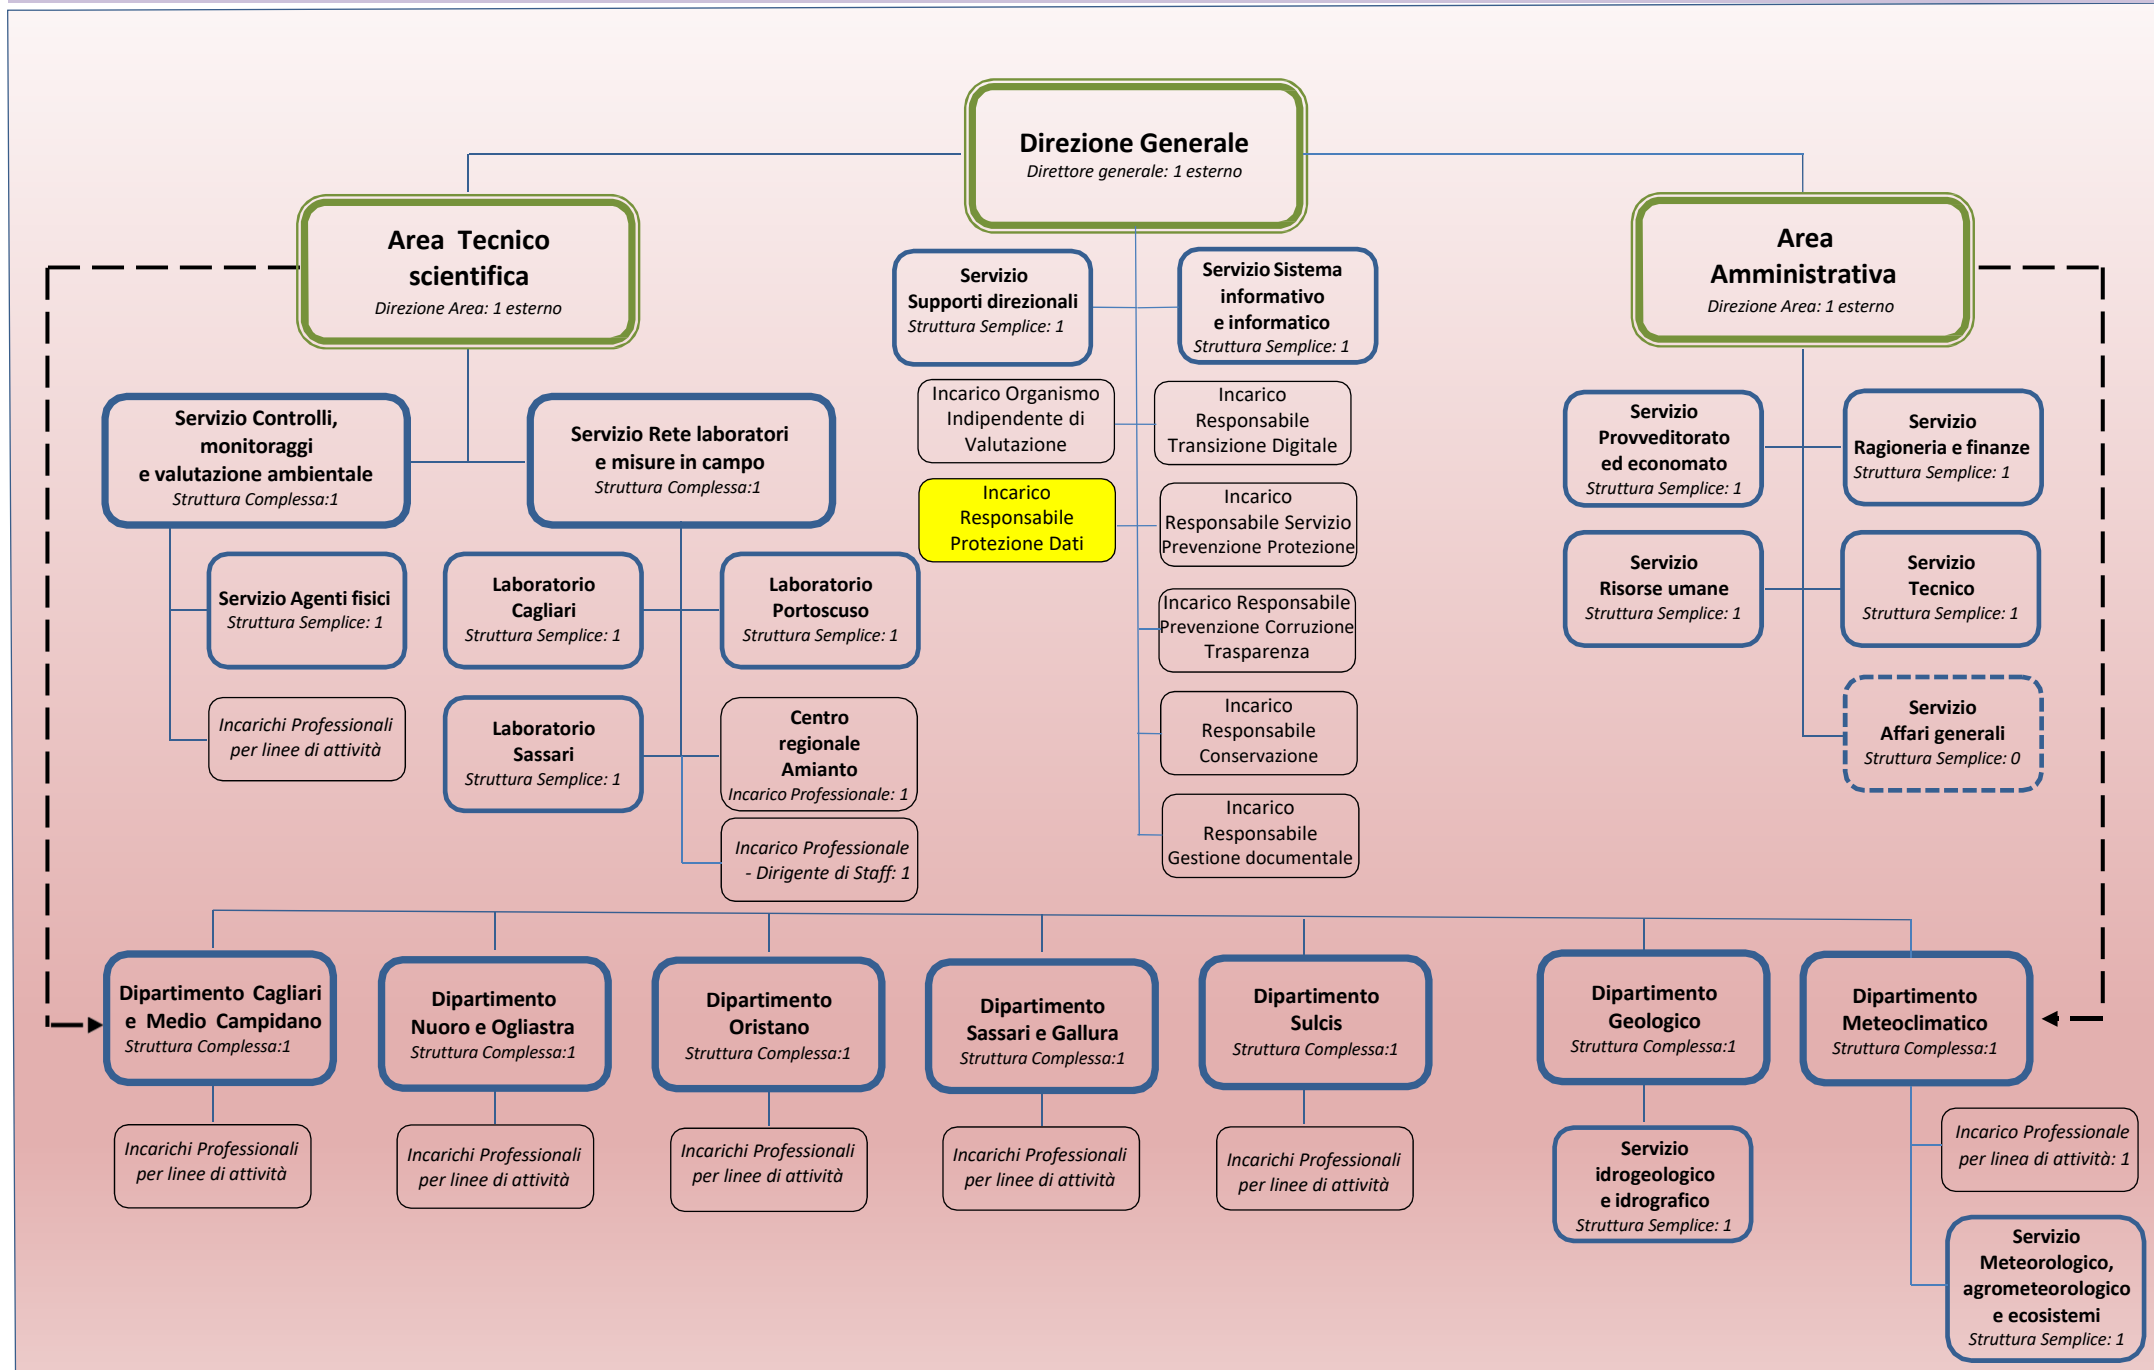 Direzione Generale
Direttore generale: 1 esterno
Area Tecnico
scientifica
Direzione Area: 1 esterno
Area
Amministrativa
Direzione Area: 1 esterno
Servizio
Supporti direzionali
Struttura Semplice: 1
Servizio Sistema
informativo
e informatico
Struttura Semplice: 1
Incarico Organismo
Indipendente di
Valutazione
Incarico
Responsabile
Transizione Digitale
Incarico
Responsabile
Protezione Dati
Incarico
Responsabile Servizio
Prevenzione Protezione
Incarico Responsabile
Prevenzione Corruzione
Trasparenza
Incarico
Responsabile
Conservazione
Incarico
Responsabile
Gestione documentale
Servizio Controlli,
monitoraggi
e valutazione ambientale
Struttura Complessa:1
Servizio Rete laboratori
e misure in campo
Struttura Complessa:1
Servizio Agenti fisici
Struttura Semplice: 1
Incarichi Professionali
per linee di attività
Laboratorio
Cagliari
Struttura Semplice: 1
Laboratorio
Portoscuso
Struttura Semplice: 1
Laboratorio
Sassari
Struttura Semplice: 1
Centro
regionale
Amianto
Incarico Professionale: 1
Incarico Professionale
- Dirigente di Staff: 1
Servizio
Provveditorato
ed economato
Struttura Semplice: 1
Servizio
Ragioneria e finanze
Struttura Semplice: 1
Servizio
Risorse umane
Struttura Semplice: 1
Servizio
Tecnico
Struttura Semplice: 1
Servizio
Affari generali
Struttura Semplice: 0
Dipartimento Cagliari
e Medio Campidano
Struttura Complessa:1
Dipartimento
Nuoro e Ogliastra
Struttura Complessa:1
Dipartimento
Oristano
Struttura Complessa:1
Dipartimento
Sassari e Gallura
Struttura Complessa:1
Dipartimento
Sulcis
Struttura Complessa:1
Dipartimento
Geologico
Struttura Complessa:1
Dipartimento
Meteoclimatico
Struttura Complessa:1
Incarichi Professionali
per linee di attività
Incarichi Professionali
per linee di attività
Incarichi Professionali
per linee di attività
Incarichi Professionali
per linee di attività
Incarichi Professionali
per linee di attività
Servizio
idrogeologico
e idrografico
Struttura Semplice: 1
Incarico Professionale
per linea di attività: 1
Servizio
Meteorologico,
agrometeorologico
e ecosistemi
Struttura Semplice: 1